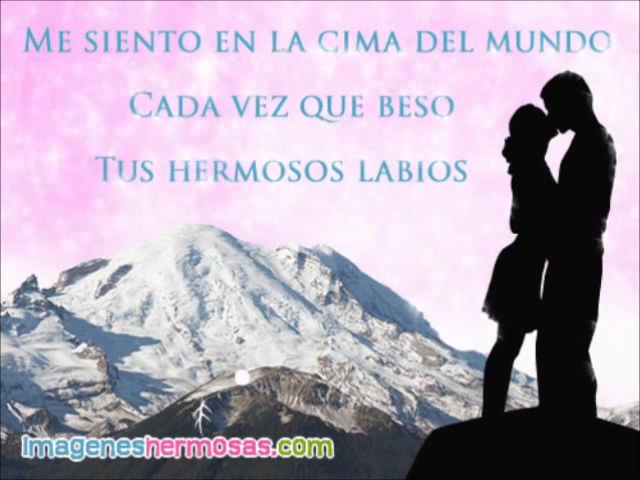 Me siento en la cima del mundo
Cada vez que beso
Tus hermosos labios
Imageneshermosas.com